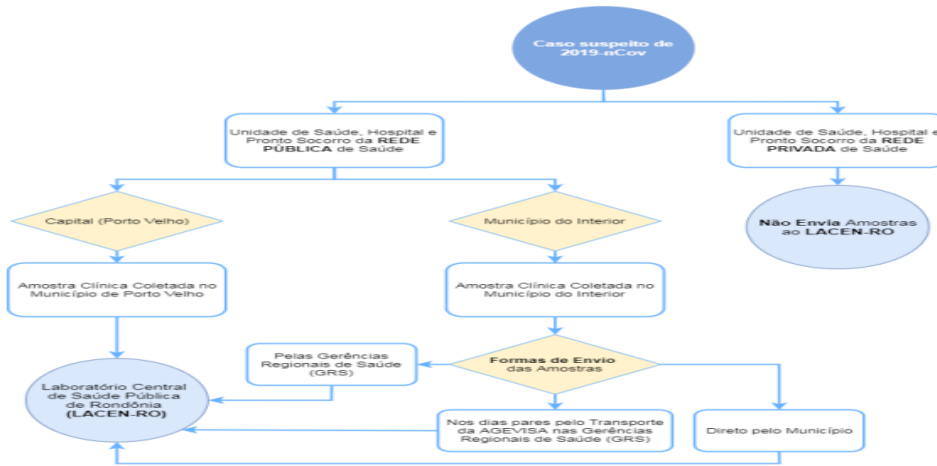 Caso suspeito de
2019-nCov
Unidade de Saúde, Hospital e
Pronto Socorro da REDE
PÚBLICA de Saúde
Unidade de Saúde, Hospital e
Pronto Socorro da REDE
PRIVADA de Saúde
Capital (Porto Velho)
Município do Interior
Não Envia Amostras
ao LACEN-RO
Amostra Clínica Coletada no
Município de Porto Velho
Amostra Clínica Coletada no
Município do Interior
Pelas Gerências
Regionais de Saúde
(GRS)
Formas de Envio
das Amostras
Laboratório Central
de Saúde Pública
de Rondônia
(LACEN-RO)
Nos dias pares pelo Transporte
da AGEVISA nas Gerências
Regionais de Saúde (GRS)
Direto pelo Município